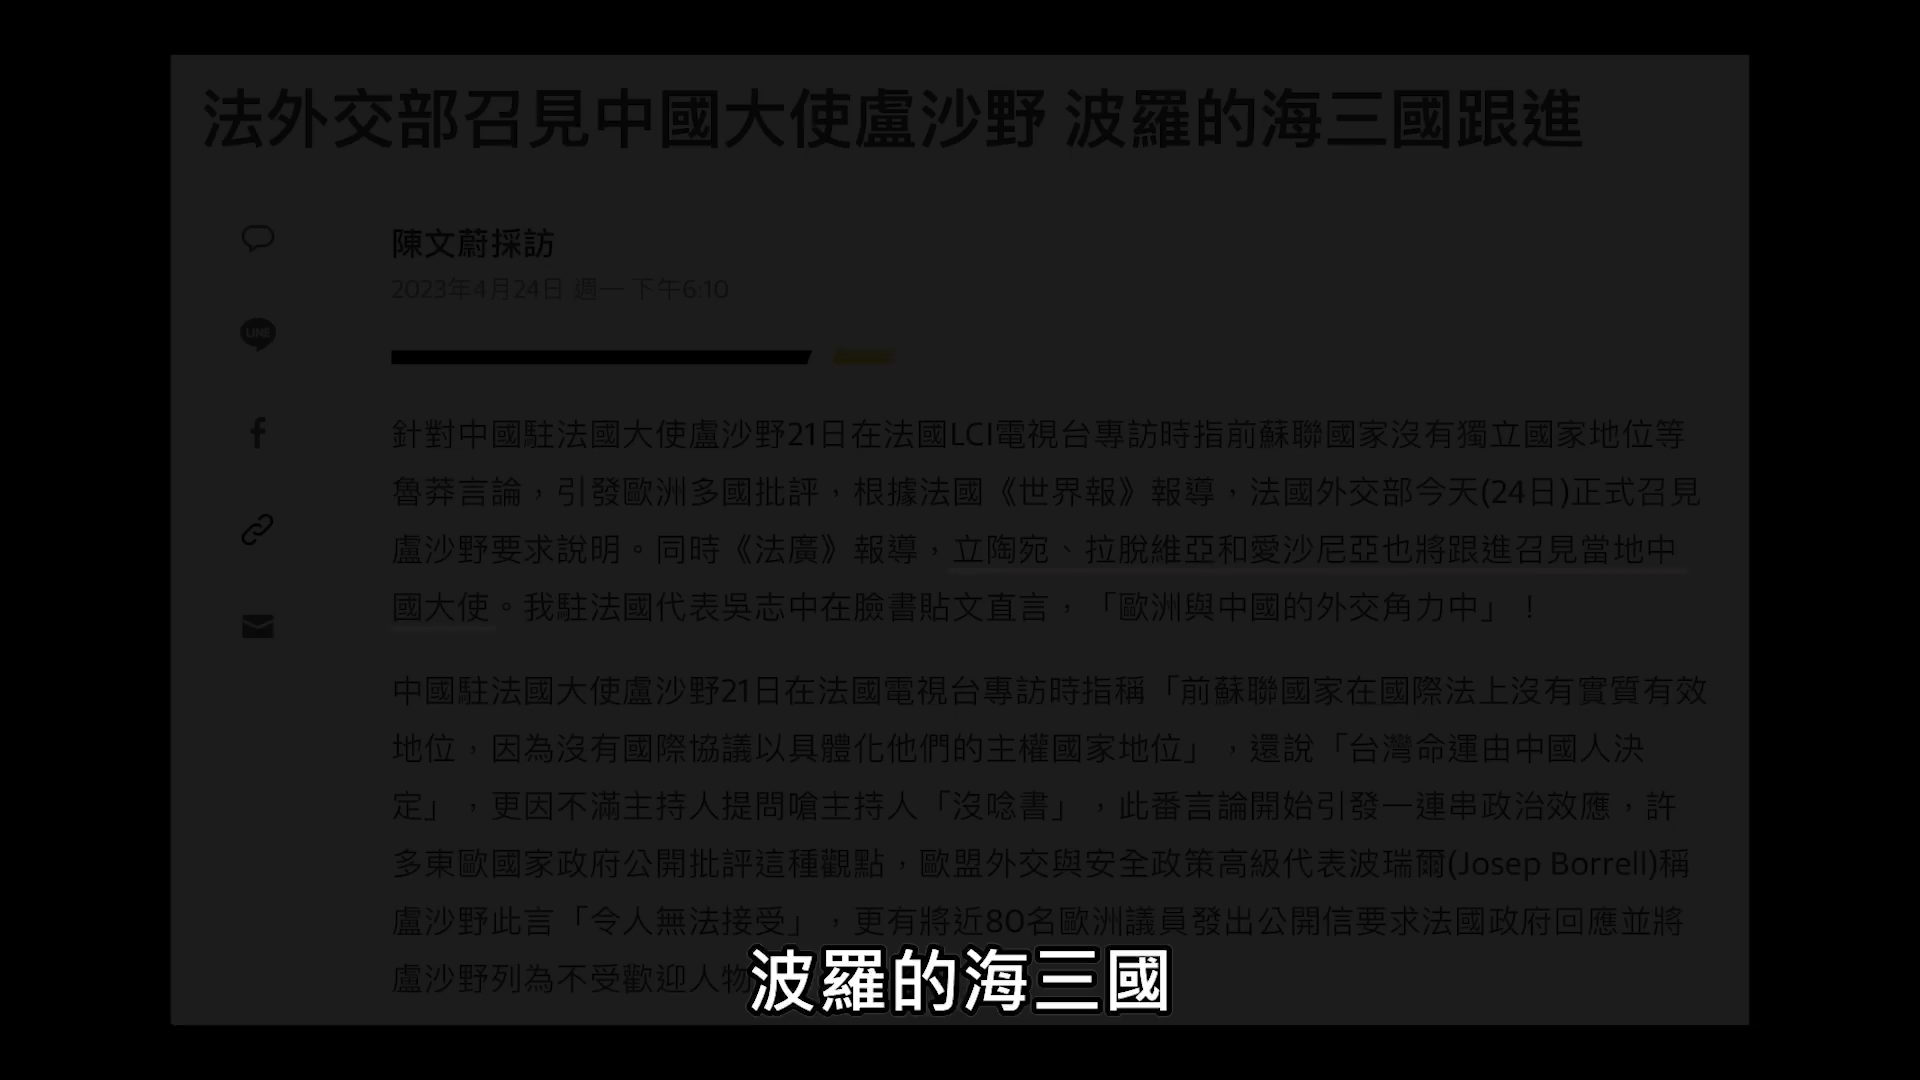 法外交部召見中國大使盧沙野 波羅的海三國跟進
陳文蔚採訪
2023年4月24日 週一 下午6:10
LINE
針對中國駐法國大使盧沙野21日在法國LCI電視台專訪時指前蘇聯國家沒有獨立國家地位等
魯莽言論，引發歐洲多國批評，根據法國《世界報》報導，法國外交部今天(24日)正式召見
盧沙野要求說明。同時《法廣》報導，立陶宛、拉脫維亞和愛沙尼亞也將跟進召見當地中
國大使。我駐法國代表吳志中在臉書貼文直言，「歐洲與中國的外交角力中」！
中國駐法國大使盧沙野21日在法國電視台專訪時指稱「前蘇聯國家在國際法上沒有實質有效
地位，因為沒有國際協議以具體化他們的主權國家地位」，還說「台灣命運由中國人決
定」，更因不滿主持人提問嗆主持人「沒唸書」，此番言論開始引發一連串政治效應，許
多東歐國家政府公開批評這種觀點，歐盟外交與安全政策高級代表波瑞爾(Josep Borrell)稱
盧沙野此言「令人無法接受」，更有將近80名歐洲議員發出公開信要求法國政府回應並將
盧沙野列為不受歡迎人物
波羅的海三國